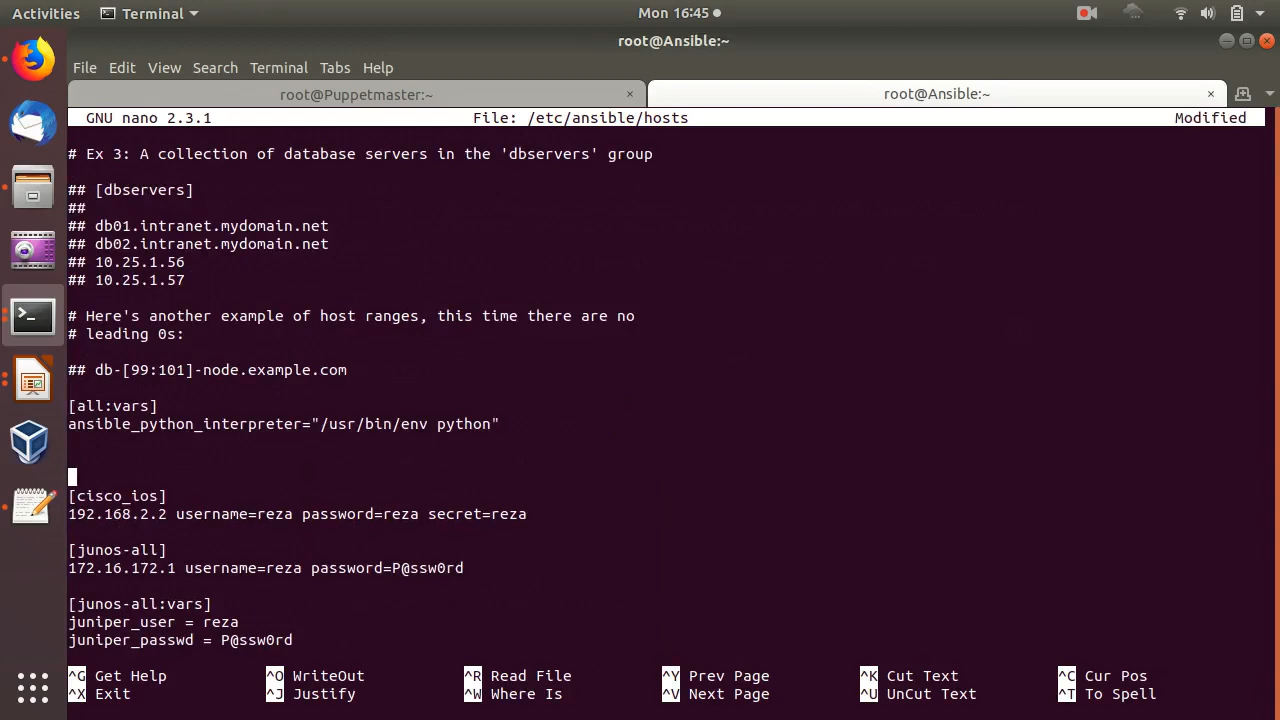 Activities Terminal Mon 16:45
root@Ansible:~
File Edit View Search Terminal Tabs Help
root@Puppetmaster:~ × root@Ansible:~ ×
GNU nano 2.3.1 File: /etc/ansible/hosts Modified
# Ex 3: A collection of database servers in the 'dbservers' group
## [dbservers]
##
## db01.intranet.mydomain.net
## db02.intranet.mydomain.net
## 10.25.1.56
## 10.25.1.57
# Here's another example of host ranges, this time there are no
# leading 0s:
## db-[99:101]-node.example.com
[all:vars]
ansible_python_interpreter="/usr/bin/env python"
[cisco_ios]
192.168.2.2 username=reza password=reza secret=reza
[junos-all]
172.16.172.1 username=reza password=P@ssw0rd
[junos-all:vars]
juniper_user = reza
juniper_passwd = P@ssw0rd
^G Get Help ^O WriteOut ^R Read File ^Y Prev Page ^K Cut Text ^C Cur Pos
^X Exit ^J Justify ^W Where Is ^V Next Page ^U UnCut Text ^T To Spell